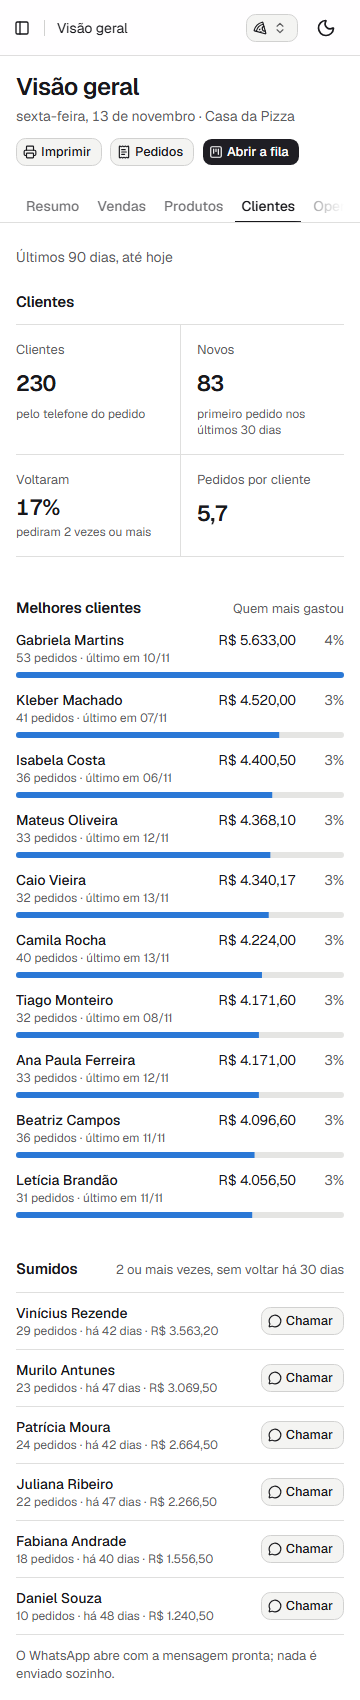 Visão geral
Visão geral
sexta-feira, 13 de novembro · Casa da Pizza
Imprimir
Pedidos
Abrir a fila
Resumo
Vendas
Produtos
Clientes
Ope
Últimos 90 dias, até hoje
Clientes
Clientes
230
pelo telefone do pedido
Novos
83
primeiro pedido nos
últimos 30 dias
Voltaram
17%
pediram 2 vezes ou mais
Pedidos por cliente
5,7
Melhores clientes
Quem mais gastou
Gabriela Martins R$ 5.633,00 4%
53 pedidos · último em 10/11
Kleber Machado R$ 4.520,00 3%
41 pedidos · último em 07/11
Isabela Costa R$ 4.400,50 3%
36 pedidos · último em 06/11
Mateus Oliveira R$ 4.368,10 3%
33 pedidos · último em 12/11
Caio Vieira R$ 4.340,17 3%
32 pedidos · último em 13/11
Camila Rocha R$ 4.224,00 3%
40 pedidos · último em 13/11
Tiago Monteiro R$ 4.171,60 3%
32 pedidos · último em 08/11
Ana Paula Ferreira R$ 4.171,00 3%
33 pedidos · último em 12/11
Beatriz Campos R$ 4.096,60 3%
36 pedidos · último em 11/11
Letícia Brandão R$ 4.056,50 3%
31 pedidos · último em 11/11
Sumidos
2 ou mais vezes, sem voltar há 30 dias
Vinícius Rezende
29 pedidos · há 42 dias · R$ 3.563,20
Chamar
Murilo Antunes
23 pedidos · há 47 dias · R$ 3.069,50
Chamar
Patrícia Moura
24 pedidos · há 42 dias · R$ 2.664,50
Chamar
Juliana Ribeiro
22 pedidos · há 47 dias · R$ 2.266,50
Chamar
Fabiana Andrade
18 pedidos · há 40 dias · R$ 1.556,50
Chamar
Daniel Souza
10 pedidos · há 48 dias · R$ 1.240,50
Chamar
O WhatsApp abre com a mensagem pronta; nada é
enviado sozinho.